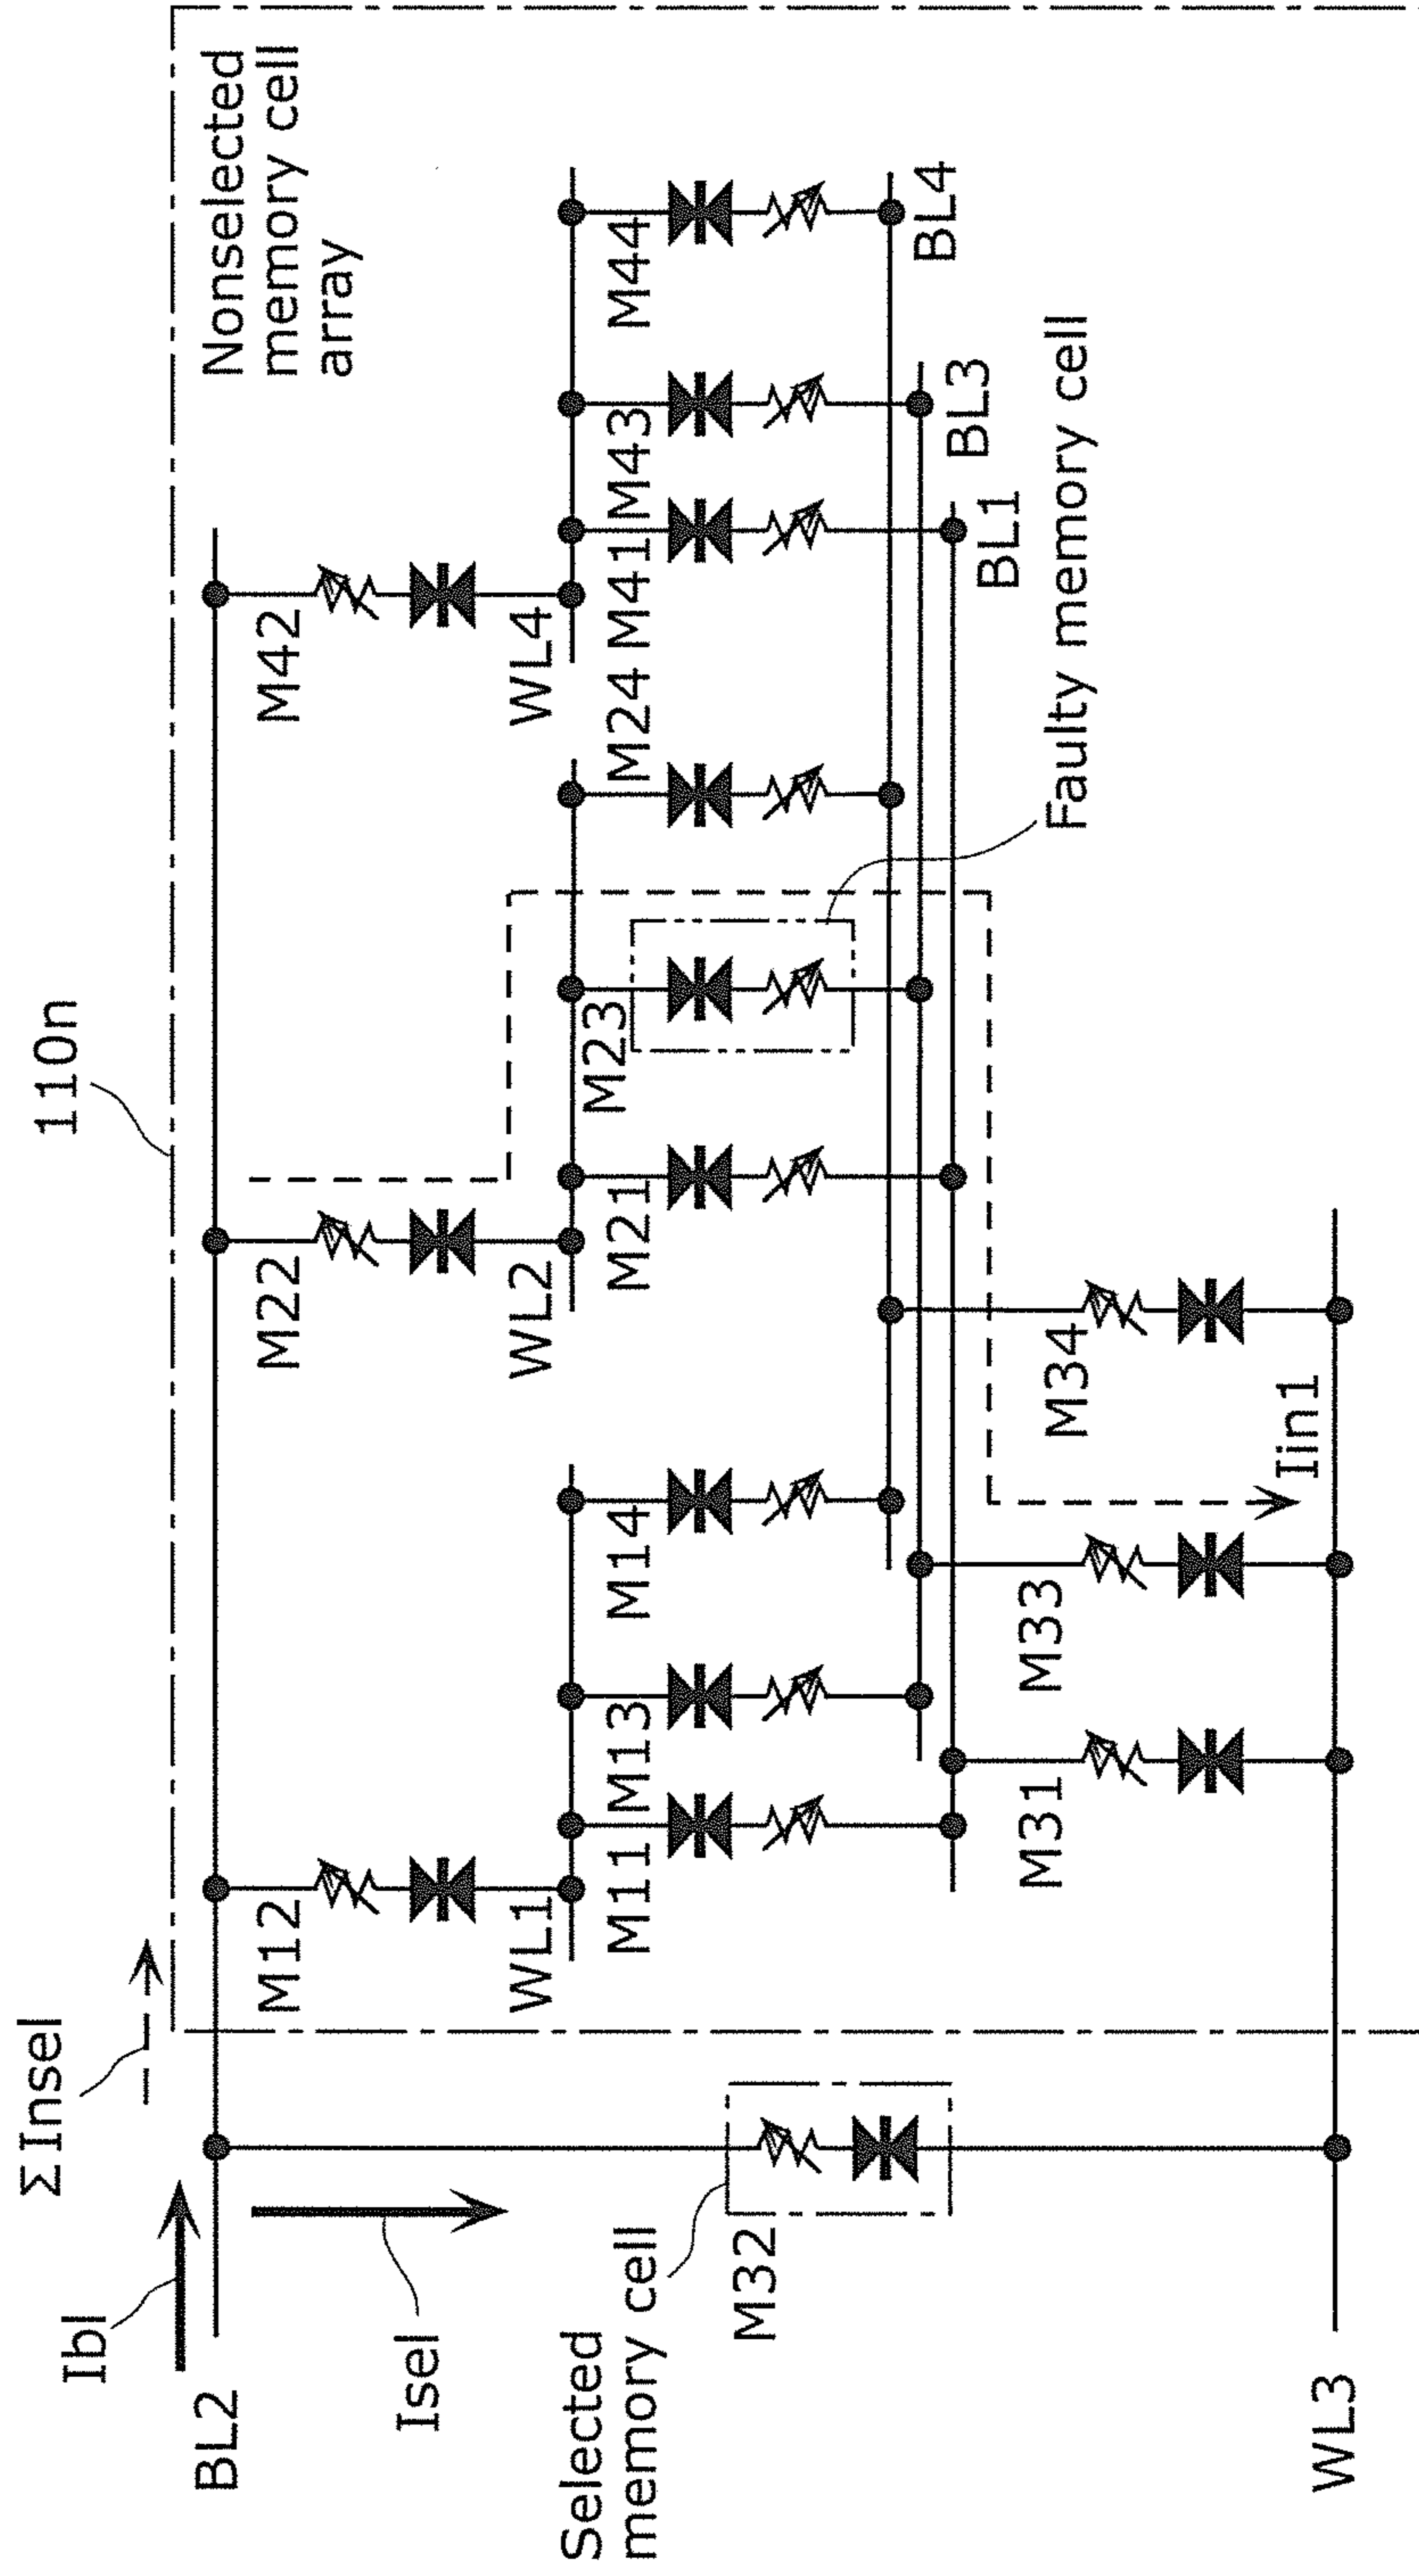 110n
Σ Insel
Ibl
BL2
Isel
Selected
memory cell
M32
WL3
Nonselected
memory cell
array
M12
M22
M42
WL1
WL2
WL4
M11
M13
M14
M21
M23
M24
M41
M43
M44
BL4
BL3
BL1
Faulty memory cell
M31
M33
M34
Iin1